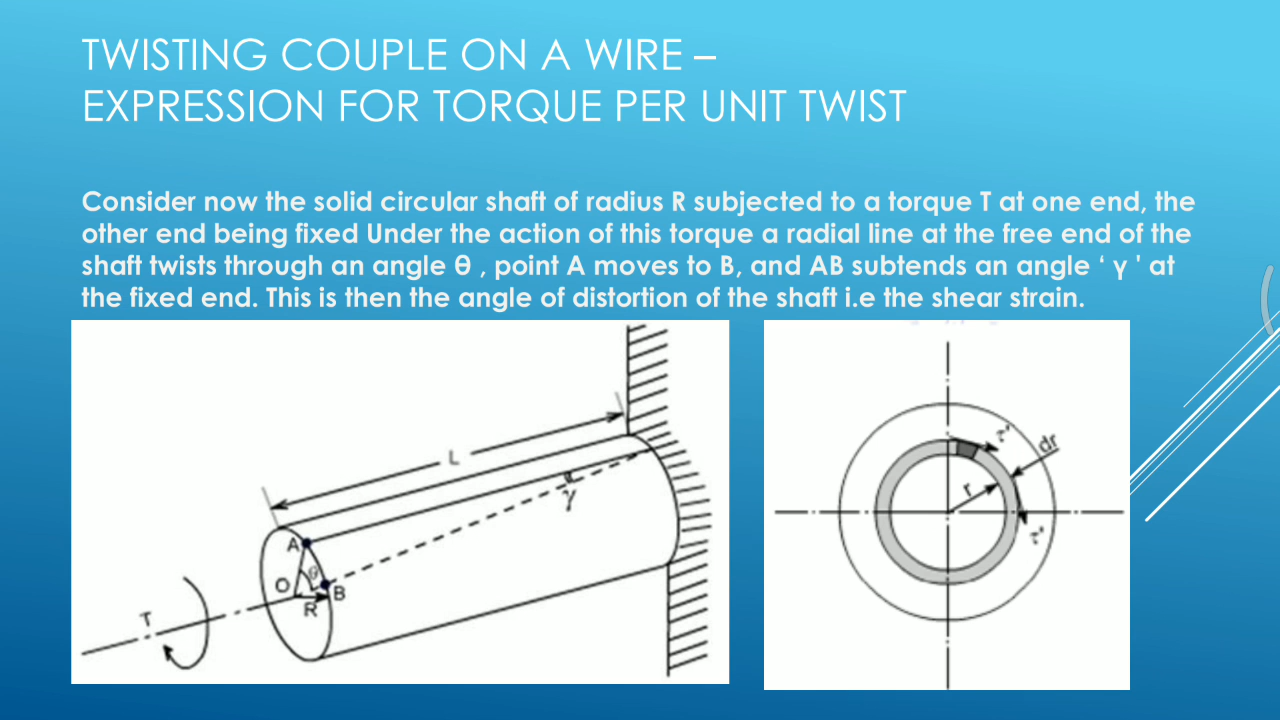 TWISTING COUPLE ON A WIRE –
EXPRESSION FOR TORQUE PER UNIT TWIST
Consider now the solid circular shaft of radius R subjected to a torque T at one end, the
other end being fixed Under the action of this torque a radial line at the free end of the
shaft twists through an angle θ , point A moves to B, and AB subtends an angle ‘ γ ' at
the fixed end. This is then the angle of distortion of the shaft i.e the shear strain.
L
γ
A
θ
O
B
R
T
τ'
dr
r
τ'